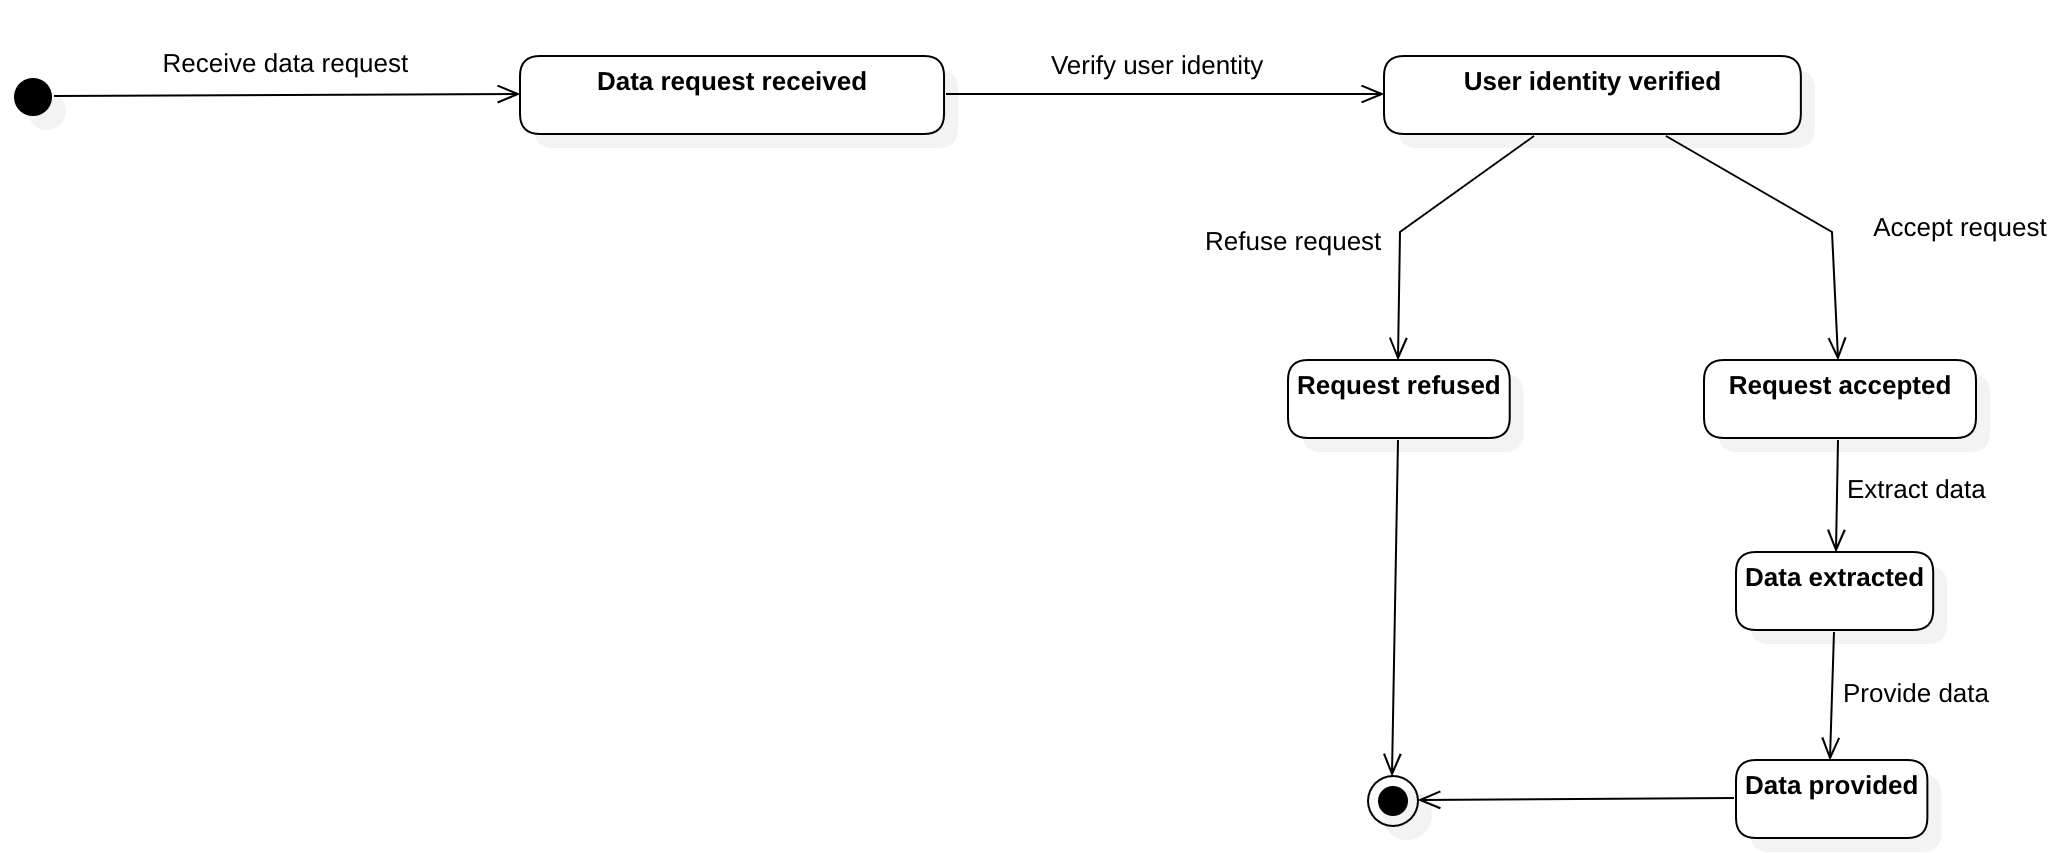 Receive data request
Data request received
Verify user identity
User identity verified
Refuse request
Accept request
Request refused
Request accepted
Extract data
Data extracted
Provide data
Data provided